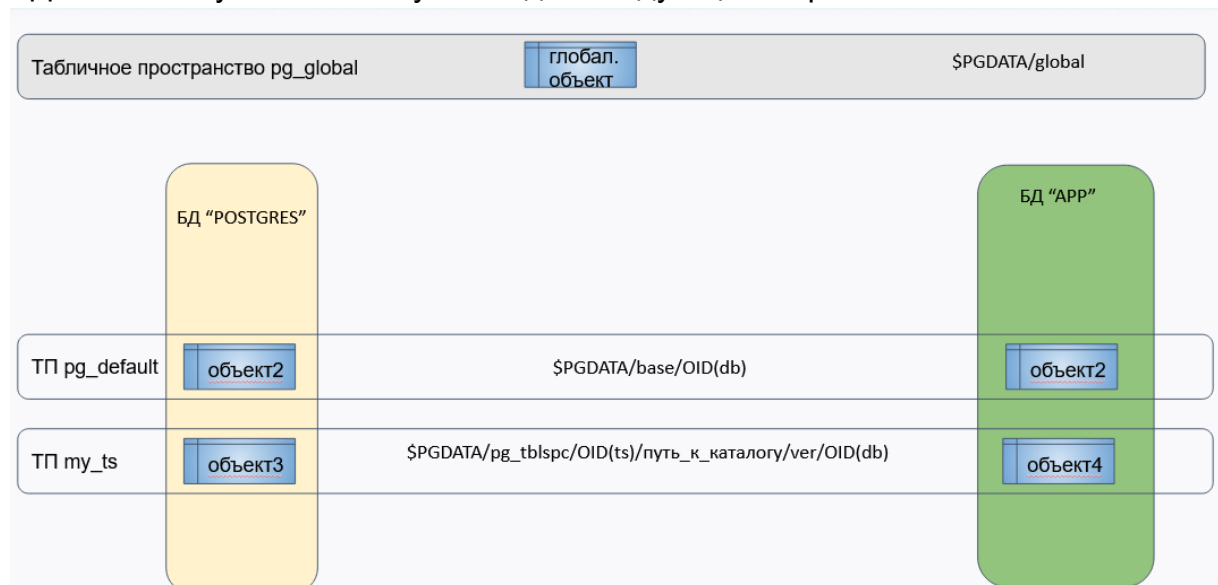 Табличное пространство pg_global
глобал.
объект
$PGDATA/global
БД “POSTGRES”
БД “APP”
ТП pg_default
объект2
$PGDATA/base/OID(db)
объект2
ТП my_ts
объект3
$PGDATA/pg_tblspc/OID(ts)/путь_к_каталогу/ver/OID(db)
объект4